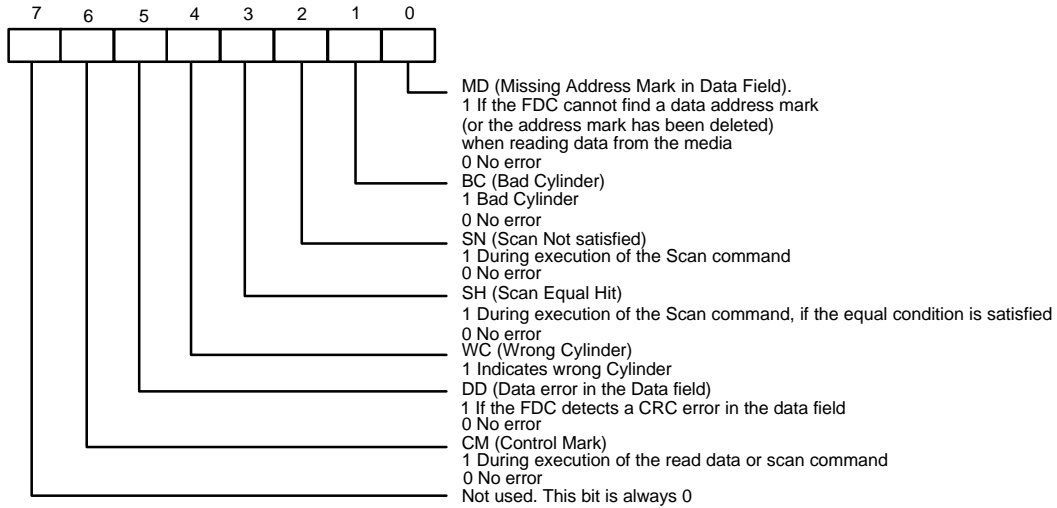 7 6 5 4 3 2 1 0
MD (Missing Address Mark in Data Field).
1 If the FDC cannot find a data address mark
(or the address mark has been deleted)
when reading data from the media
0 No error
BC (Bad Cylinder)
1 Bad Cylinder
0 No error
SN (Scan Not satisfied)
1 During execution of the Scan command
0 No error
SH (Scan Equal Hit)
1 During execution of the Scan command, if the equal condition is satisfied
0 No error
WC (Wrong Cylinder)
1 Indicates wrong Cylinder
DD (Data error in the Data field)
1 If the FDC detects a CRC error in the data field
0 No error
CM (Control Mark)
1 During execution of the read data or scan command
0 No error
Not used. This bit is always 0